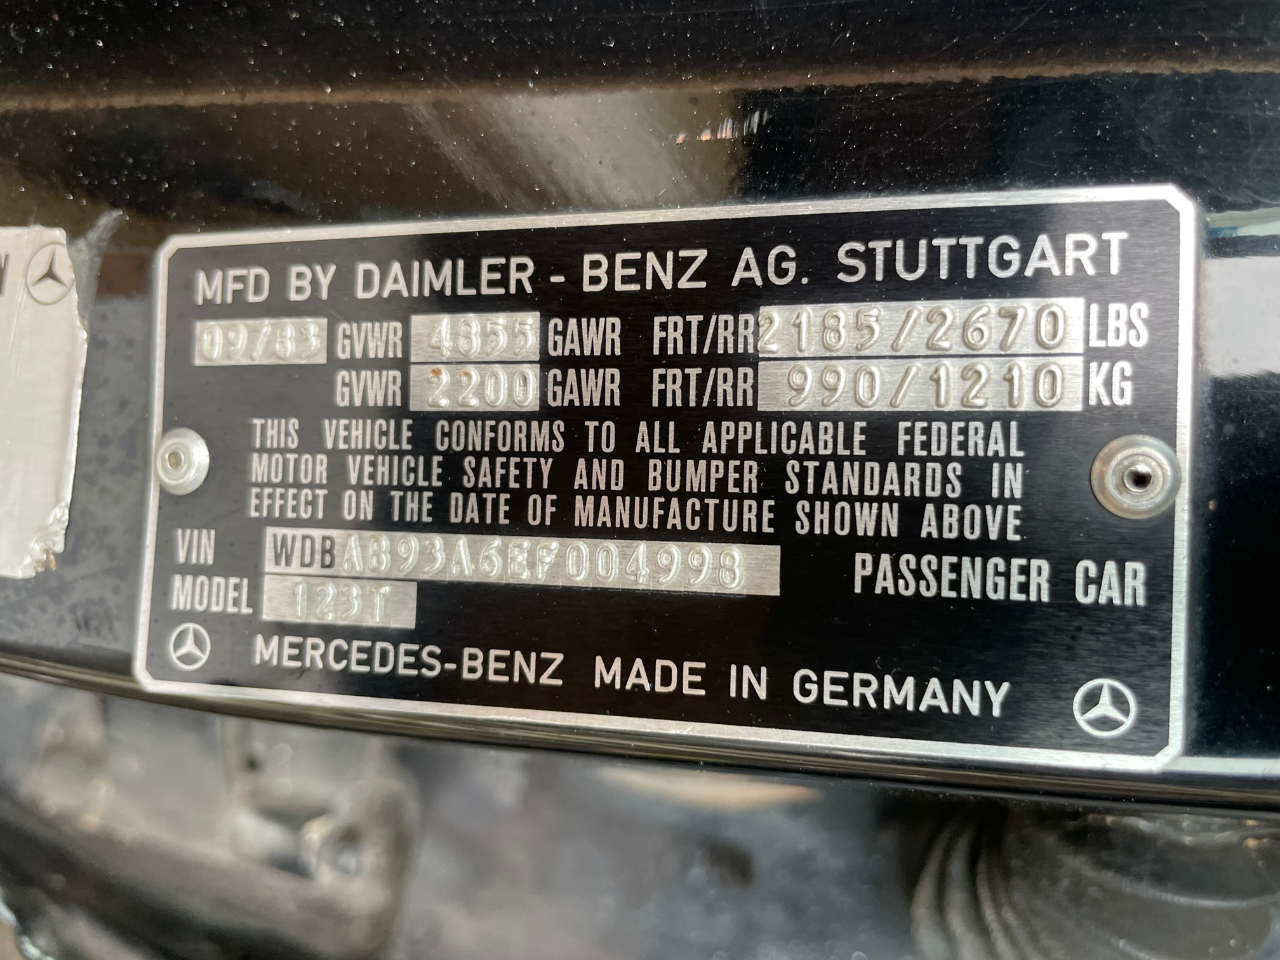 MFD BY DAIMLER - BENZ AG. STUTTGART
09/83 GVWR 4855 GAWR FRT/RR 2185/2670 LBS
GVWR 2200 GAWR FRT/RR 990/1210 KG
THIS VEHICLE CONFORMS TO ALL APPLICABLE FEDERAL
MOTOR VEHICLE SAFETY AND BUMPER STANDARDS IN
EFFECT ON THE DATE OF MANUFACTURE SHOWN ABOVE
VIN WDBAB93A6EF004998 PASSENGER CAR
MODEL 123T
MERCEDES-BENZ MADE IN GERMANY